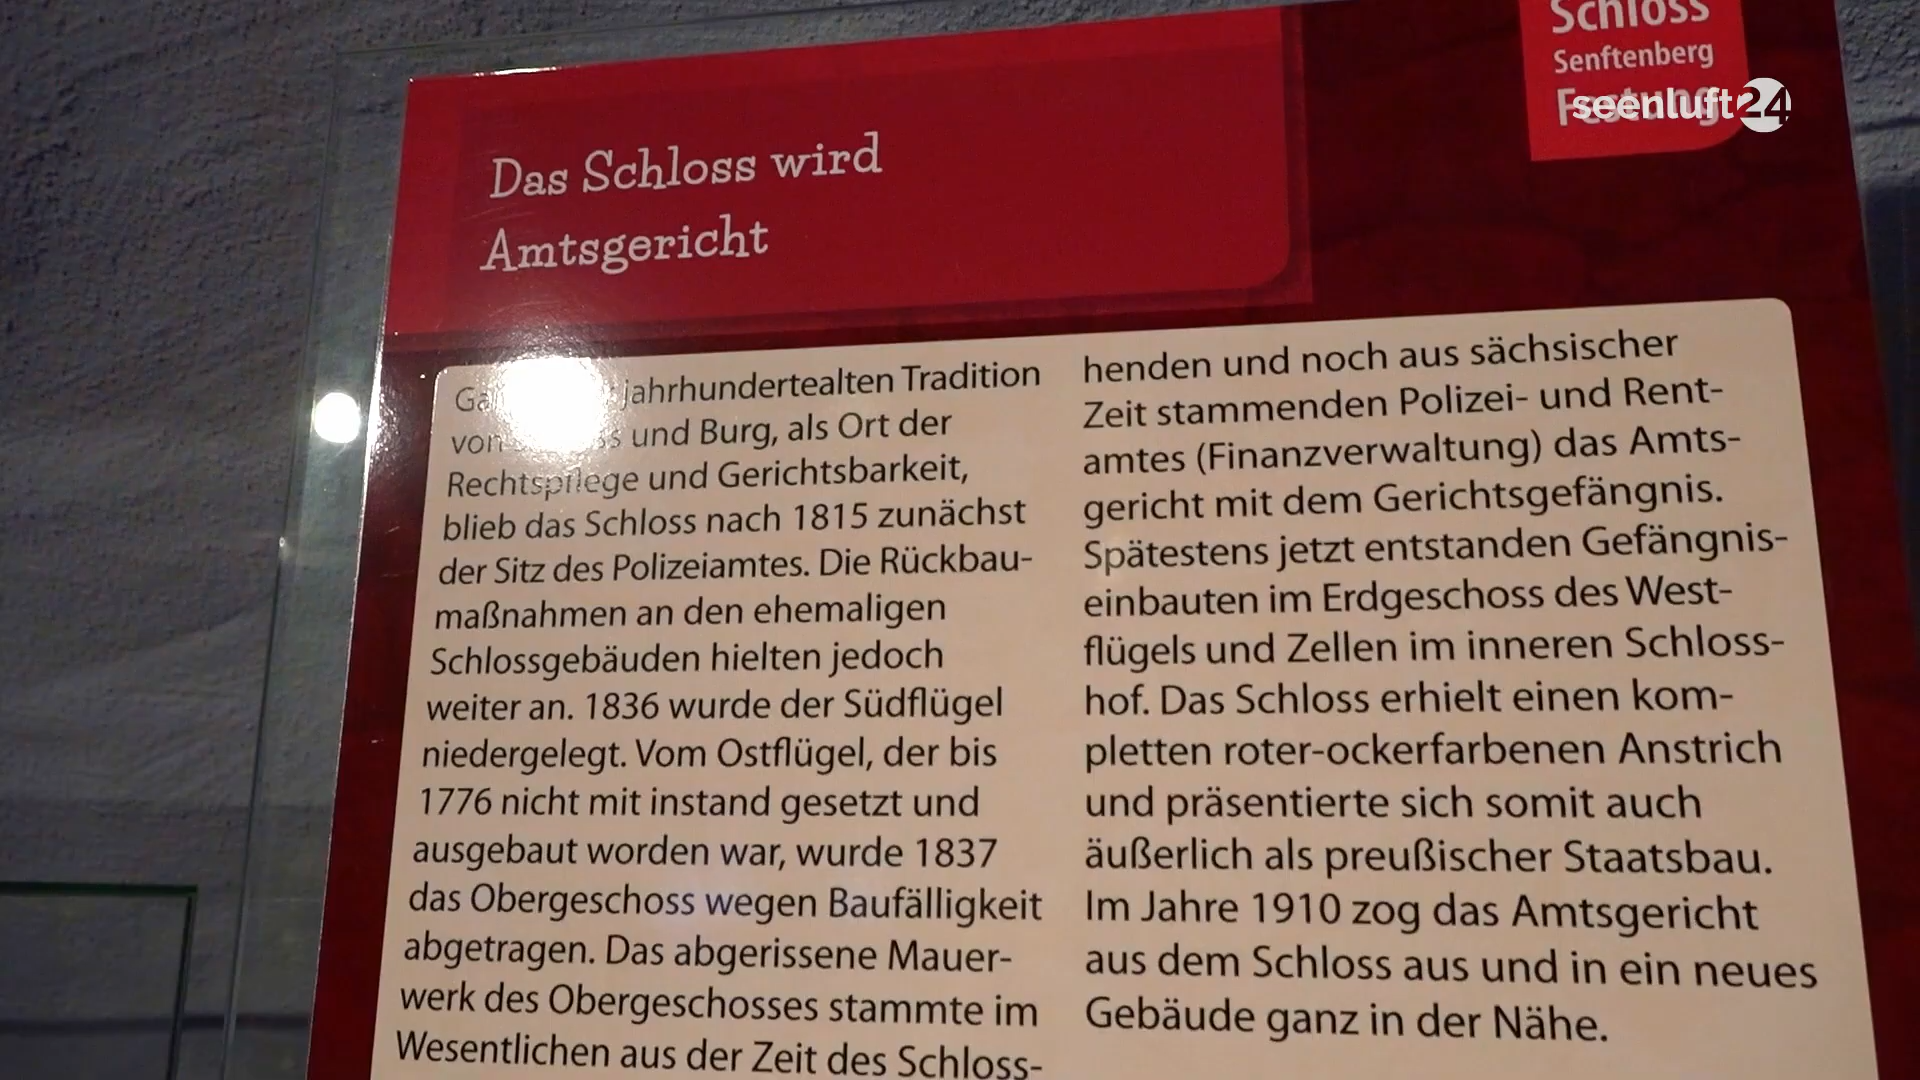 Schloss
Senftenberg
Festung
seenluft24
Das Schloss wird
Amtsgericht
jahrhundertealten Tradition
von und Burg, als Ort der
Rechtspflege und Gerichtsbarkeit,
blieb das Schloss nach 1815 zunächst
der Sitz des Polizeiamtes. Die Rückbau-
maßnahmen an den ehemaligen
Schlossgebäuden hielten jedoch
weiter an. 1836 wurde der Südflügel
niedergelegt. Vom Ostflügel, der bis
1776 nicht mit instand gesetzt und
ausgebaut worden war, wurde 1837
das Obergeschoss wegen Baufälligkeit
abgetragen. Das abgerissene Mauer-
werk des Obergeschosses stammte im
Wesentlichen aus der Zeit des Schloss-
henden und noch aus sächsischer
Zeit stammenden Polizei- und Rent-
amtes (Finanzverwaltung) das Amts-
gericht mit dem Gerichtsgefängnis.
Spätestens jetzt entstanden Gefängnis-
einbauten im Erdgeschoss des West-
flügels und Zellen im inneren Schloss-
hof. Das Schloss erhielt einen kom-
pletten roter-ockerfarbenen Anstrich
und präsentierte sich somit auch
äußerlich als preußischer Staatsbau.
Im Jahre 1910 zog das Amtsgericht
aus dem Schloss aus und in ein neues
Gebäude ganz in der Nähe.